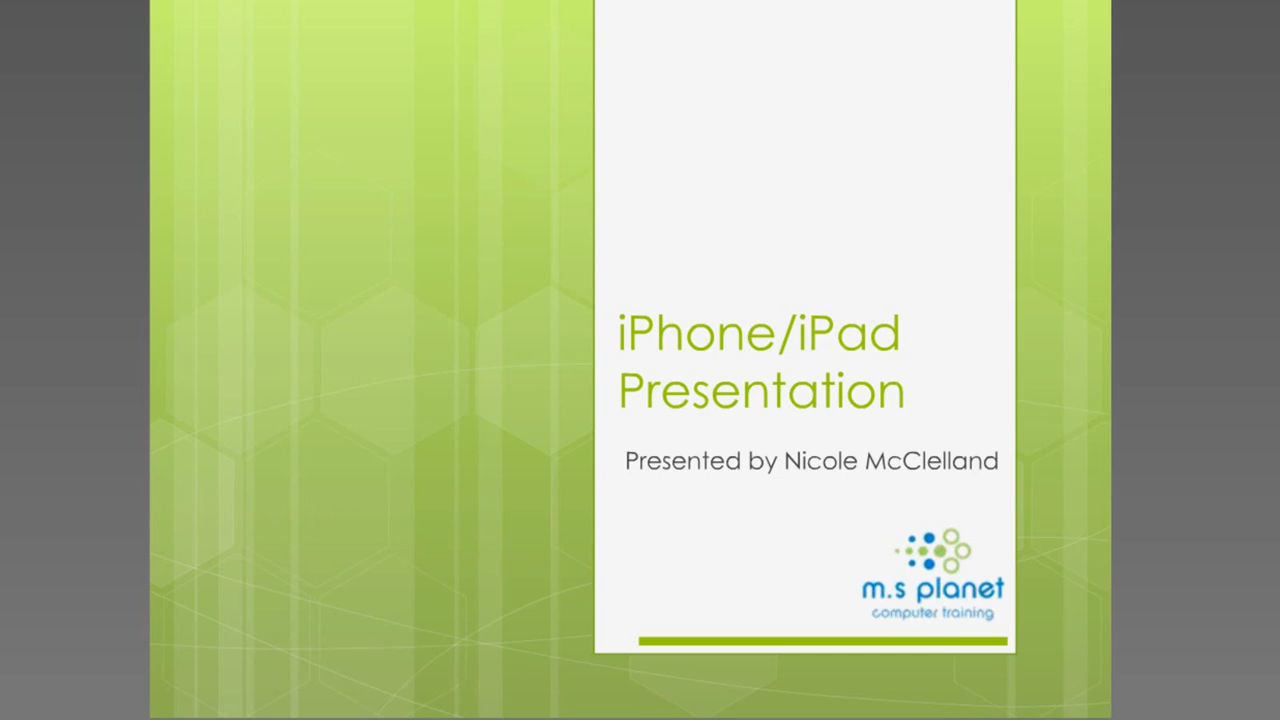 iPhone/iPad
Presentation
Presented by Nicole McClelland
m.s planet
computer training